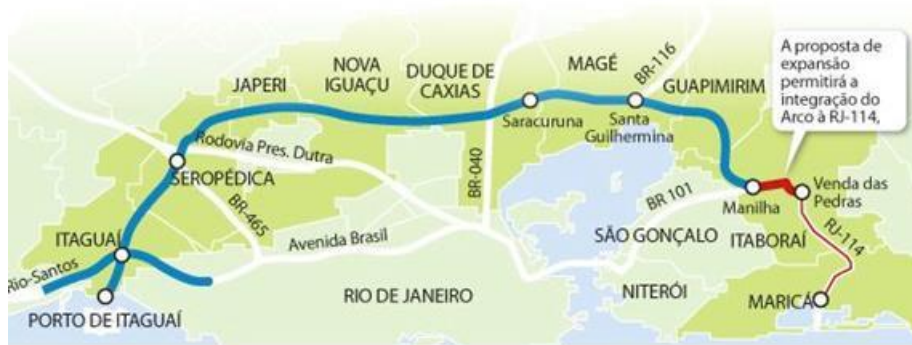 A proposta de
expansão
permitirá a
integração do
Arco à RJ-114,
JAPERI
NOVA
IGUAÇU
DUQUE DE
CAXIAS
MAGÉ
BR-116
GUAPIMIRIM
Saracuruna
Santa
Guilhermina
Rodovia Pres. Dutra
SEROPÉDICA
BR-040
BR-465
BR 101
Manilha
Venda das
Pedras
ITAGUAÍ
Avenida Brasil
SÃO GONÇALO
ITABORAÍ
RJ-114
Rio-Santos
RIO DE JANEIRO
NITERÓI
MARICÁ
PORTO DE ITAGUAÍ